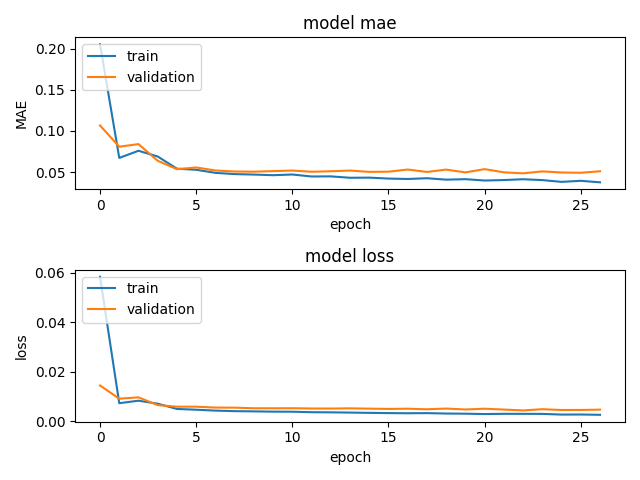 model mae
0.20
0.15
0.10
0.05
MAE
train
validation
0 5 10 15 20 25
epoch
model loss
0.06
0.04
0.02
0.00
loss
train
validation
0 5 10 15 20 25
epoch